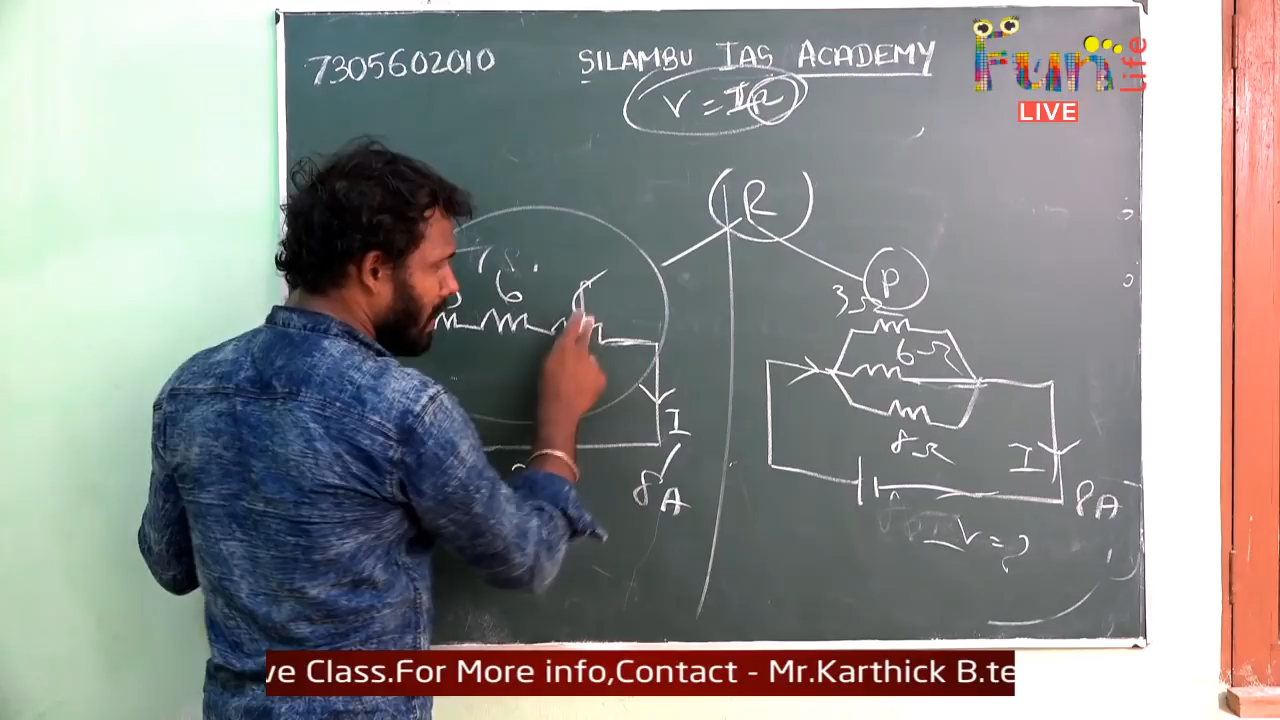 7305602010 SILAMBU IAS ACADEMY
Fun Life
LIVE
V = IR
R
P
3Ω
6
6Ω
8Ω
I
I
8A
8A
V = ?
ve Class.For More info,Contact - Mr.Karthick B.te